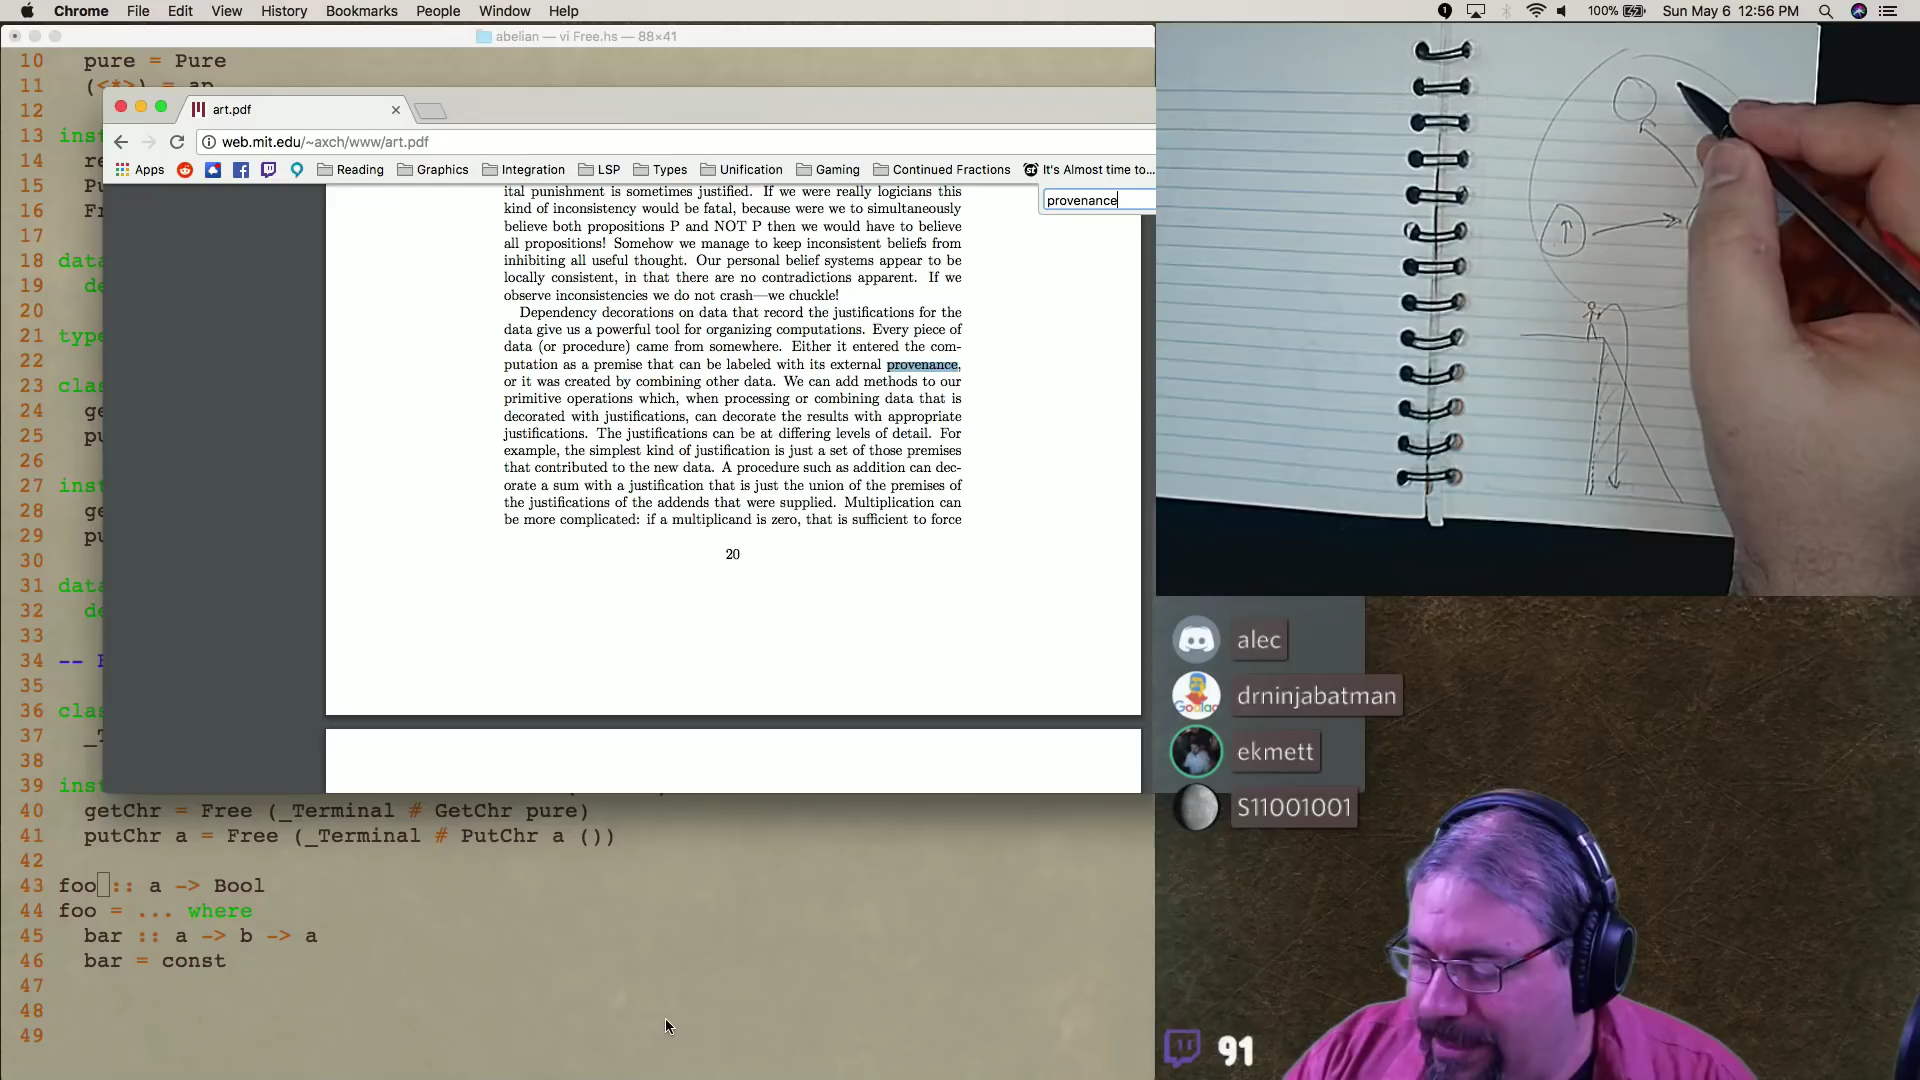 Chrome File Edit View History Bookmarks People Window Help
100% Sun May 6 12:56 PM
abelian — vi Free.hs — 88×41
10 pure = Pure
11 (<*>) = ap
12
13 inst
14 re
15 Pu
16 Fr
17
18 data
19 de
20
21 type
22
23 clas
24 ge
25 pu
26
27 inst
28 ge
29 pu
30
31 data
32 de
33
34 --
35
36 clas
37 _T
38
39 inst
40 getChr = Free (_Terminal # GetChr pure)
41 putChr a = Free (_Terminal # PutChr a ())
42
43 foo :: a -> Bool
44 foo = ... where
45 bar :: a -> b -> a
46 bar = const
47
48
49
art.pdf
web.mit.edu/~axch/www/art.pdf
Apps Reading Graphics Integration LSP Types Unification Gaming Continued Fractions It's Almost time to...
provenance
ital punishment is sometimes justified. If we were really logicians this
kind of inconsistency would be fatal, because were we to simultaneously
believe both propositions P and NOT P then we would have to believe
all propositions! Somehow we manage to keep inconsistent beliefs from
inhibiting all useful thought. Our personal belief systems appear to be
locally consistent, in that there are no contradictions apparent. If we
observe inconsistencies we do not crash—we chuckle!
Dependency decorations on data that record the justifications for the
data give us a powerful tool for organizing computations. Every piece of
data (or procedure) came from somewhere. Either it entered the com-
putation as a premise that can be labeled with its external provenance,
or it was created by combining other data. We can add methods to our
primitive operations which, when processing or combining data that is
decorated with justifications, can decorate the results with appropriate
justifications. The justifications can be at differing levels of detail. For
example, the simplest kind of justification is just a set of those premises
that contributed to the new data. A procedure such as addition can dec-
orate a sum with a justification that is just the union of the premises of
the justifications of the addends that were supplied. Multiplication can
be more complicated: if a multiplicand is zero, that is sufficient to force
20
alec
drninjabatman
ekmett
S11001001
91